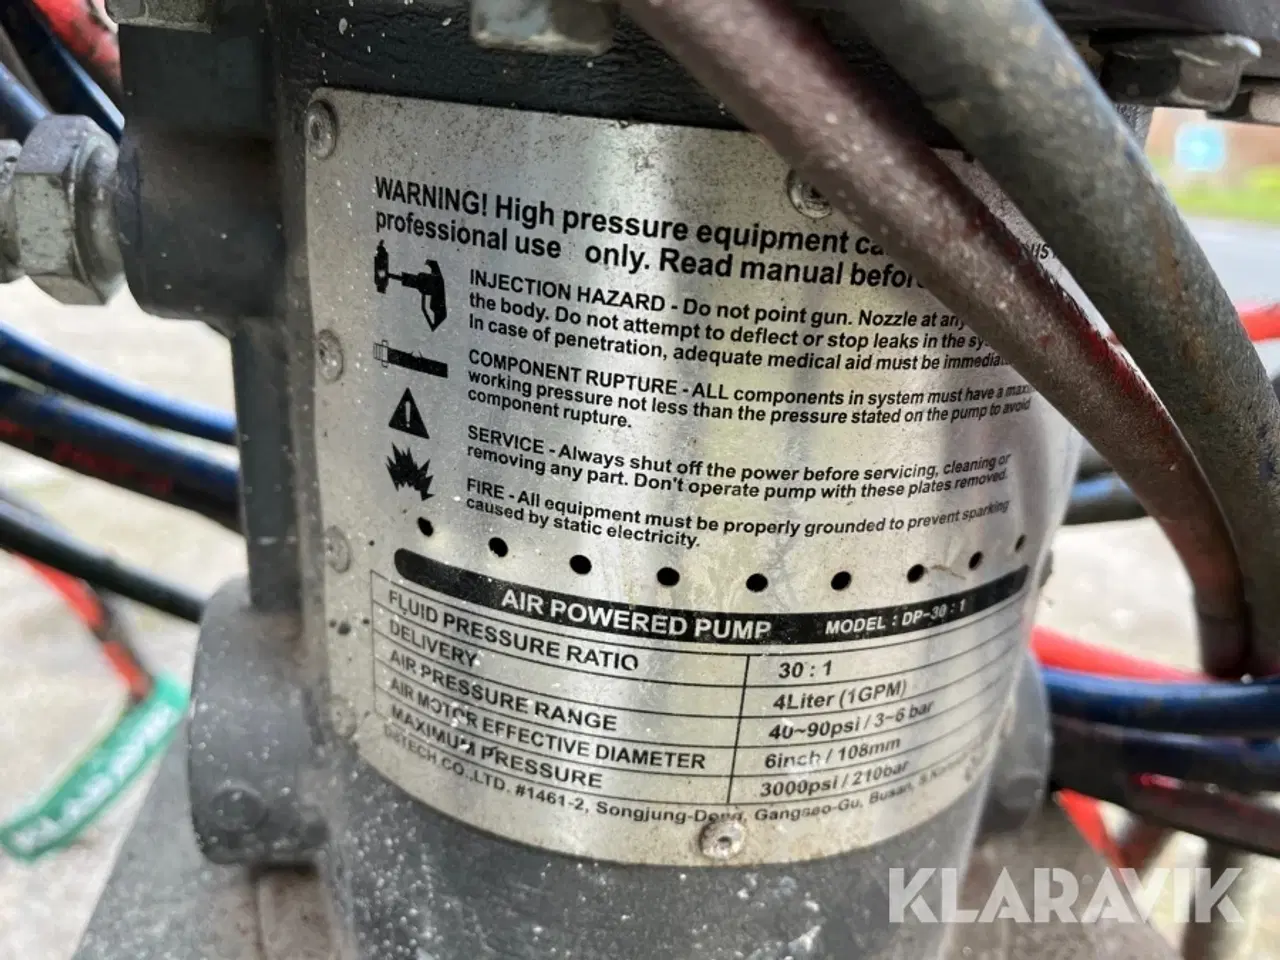 WARNING! High pressure equipment
professional use only. Read manual
INJECTION HAZARD - Do not point gun. Nozzle at any
the body. Do not attempt to deflect or stop leaks in the
In case of penetration, adequate medical aid must be
COMPONENT RUPTURE - ALL components in system must have a
working pressure not less than the pressure stated on the pump to avoid
component rupture.
SERVICE - Always shut off the power before servicing, cleaning or
removing any part. Don't operate pump with these plates removed.
FIRE - All equipment must be properly grounded to prevent sparking
caused by static electricity.
AIR POWERED PUMP MODEL : DP-30 : 1
FLUID PRESSURE RATIO 30 : 1
DELIVERY 4Liter (1GPM)
AIR PRESSURE RANGE 40~90psi / 3~6 bar
AIR MOTOR EFFECTIVE DIAMETER 6inch / 108mm
MAXIMUM PRESSURE 3000psi / 210bar
CO.,LTD. #1461-2, Songjung-Dong, Gangseo-Gu, Busan,
KLARAVIK